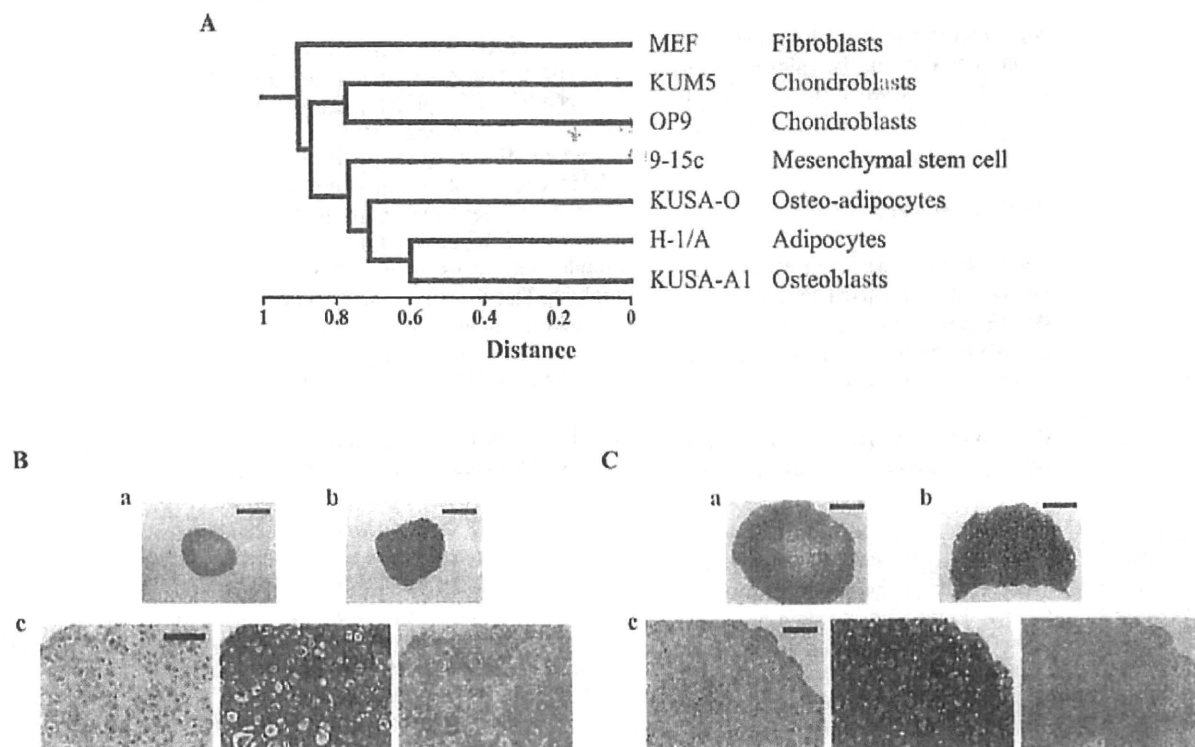 A
MEF Fibroblasts
KUM5 Chondroblasts
OP9 Chondroblasts
9-15c Mesenchymal stem cell
KUSA-O Osteo-adipocytes
H-1/A Adipocytes
KUSA-A1 Osteoblasts
1 0.8 0.6 0.4 0.2 0
Distance
B
a b
c
C
a b
c